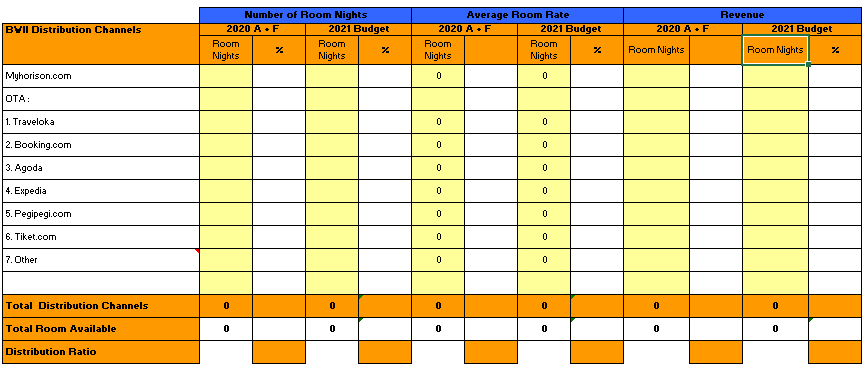 Number of Room Nights Average Room Rate Revenue
BWII Distribution Channels 2020 A + F 2021 Budget 2020 A + F 2021 Budget 2020 A + F 2021 Budget
Room Nights % Room Nights % Room Nights Room Nights % Room Nights Room Nights %
Myhorison.com 0 0
OTA :
1. Traveloka 0 0
2. Booking.com 0 0
3. Agoda 0 0
4. Expedia 0 0
5. Pegipegi.com 0 0
6. Tiket.com 0 0
7. Other 0 0
Total Distribution Channels 0 0 0 0 0 0
Total Room Available 0 0 0 0 0 0
Distribution Ratio